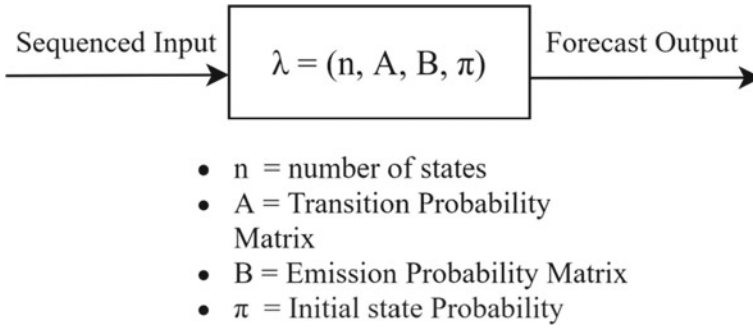 Sequenced Input
λ = (n, A, B, π)
Forecast Output
• n = number of states
• A = Transition Probability
Matrix
• B = Emission Probability Matrix
• π = Initial state Probability